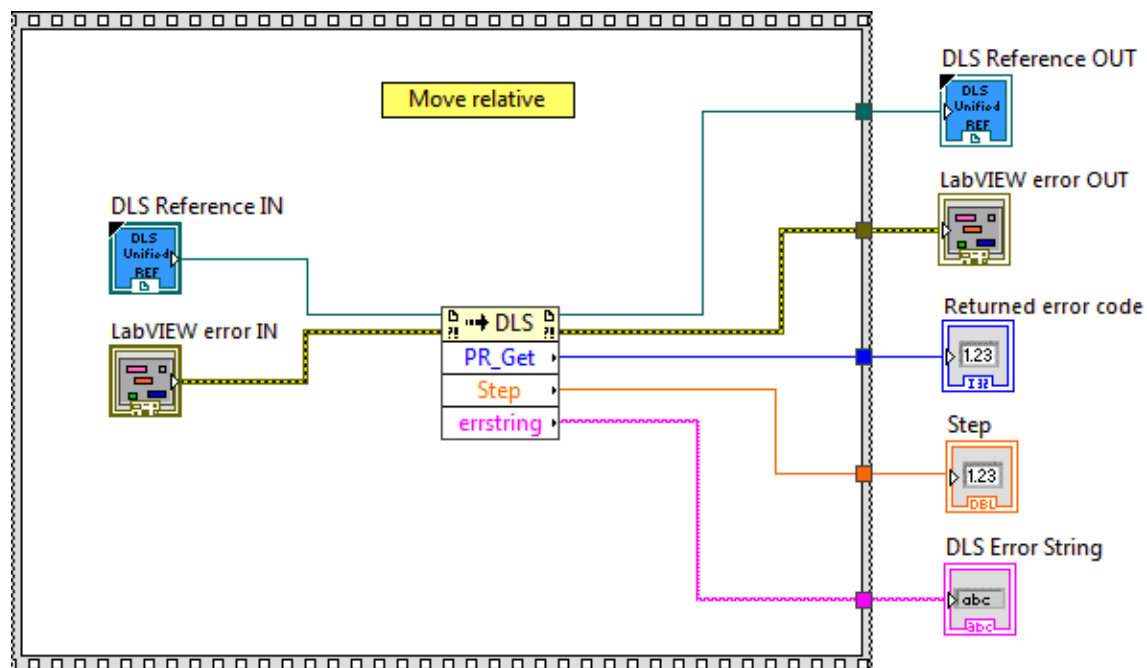 DLS Reference OUT
DLS
Unified
REF
Move relative
LabVIEW error OUT
DLS Reference IN
DLS
Unified
REF
LabVIEW error IN
?! DLS ?!
PR_Get
Step
errstring
Returned error code
1.23
I32
Step
1.23
DBL
DLS Error String
abc
abc